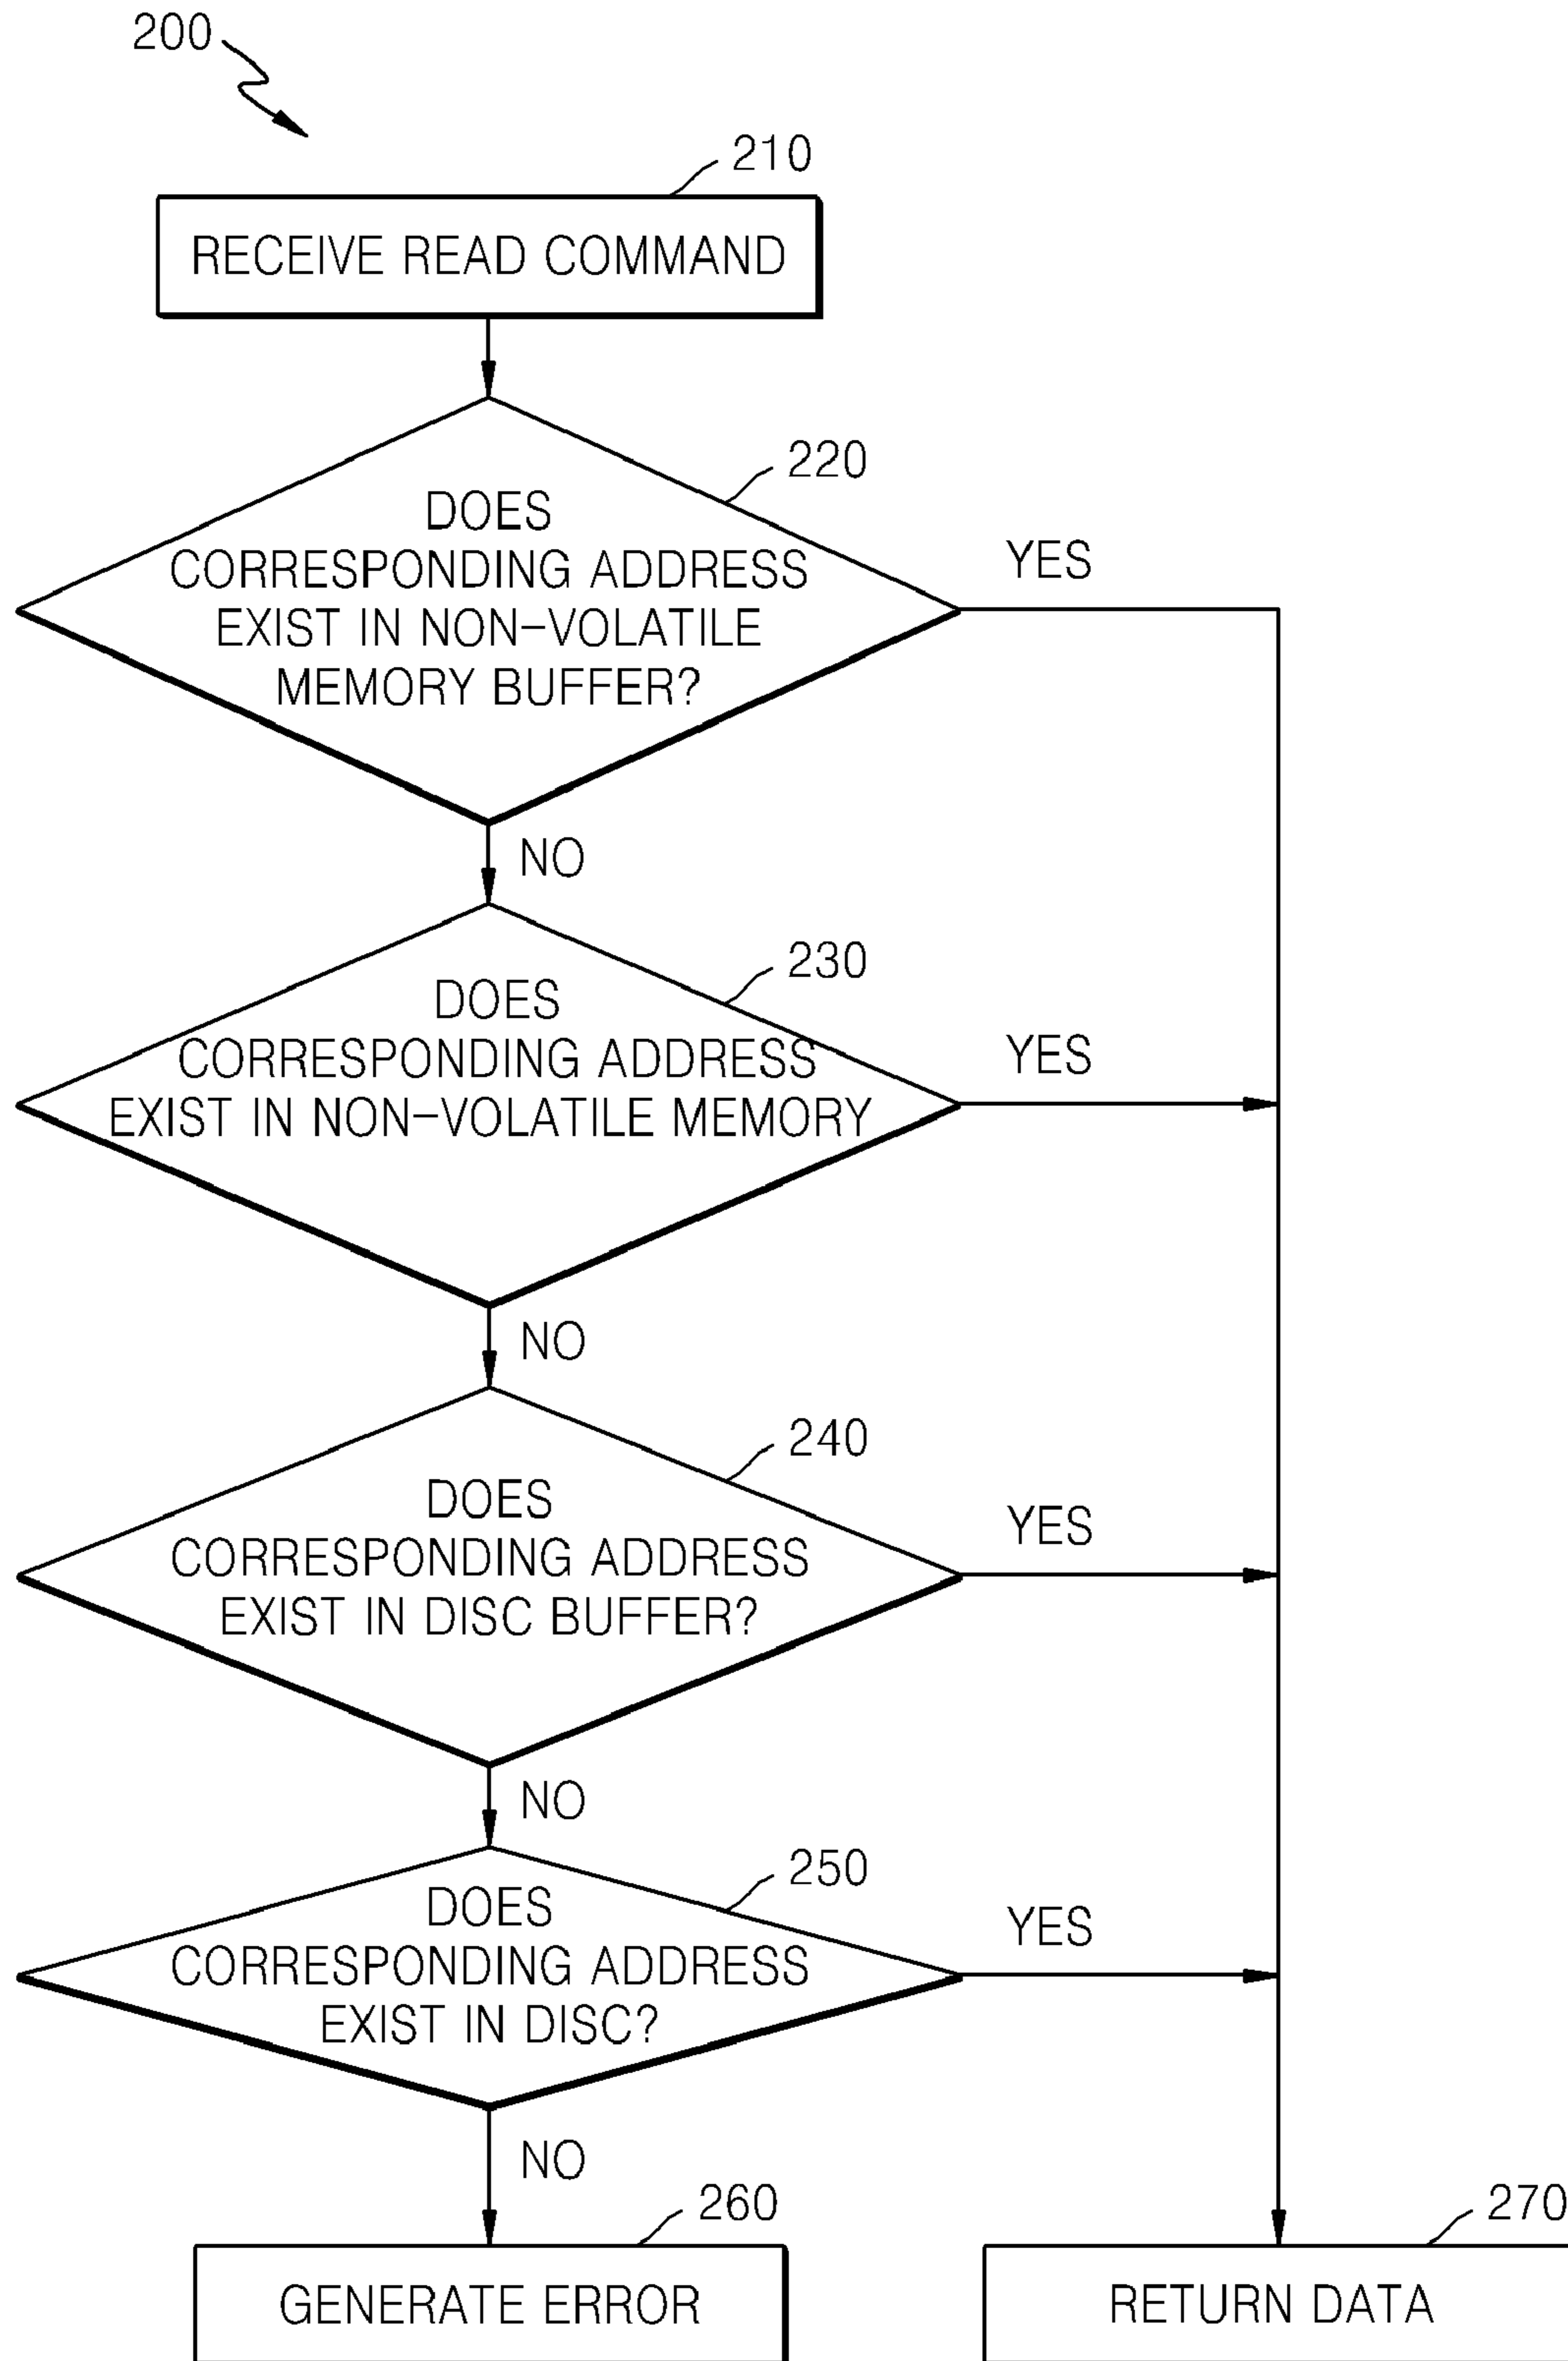 200
210
RECEIVE READ COMMAND
220
DOES
CORRESPONDING ADDRESS
EXIST IN NON-VOLATILE
MEMORY BUFFER?
YES
NO
230
DOES
CORRESPONDING ADDRESS
EXIST IN NON-VOLATILE MEMORY
YES
NO
240
DOES
CORRESPONDING ADDRESS
EXIST IN DISC BUFFER?
YES
NO
250
DOES
CORRESPONDING ADDRESS
EXIST IN DISC?
YES
NO
260
GENERATE ERROR
270
RETURN DATA